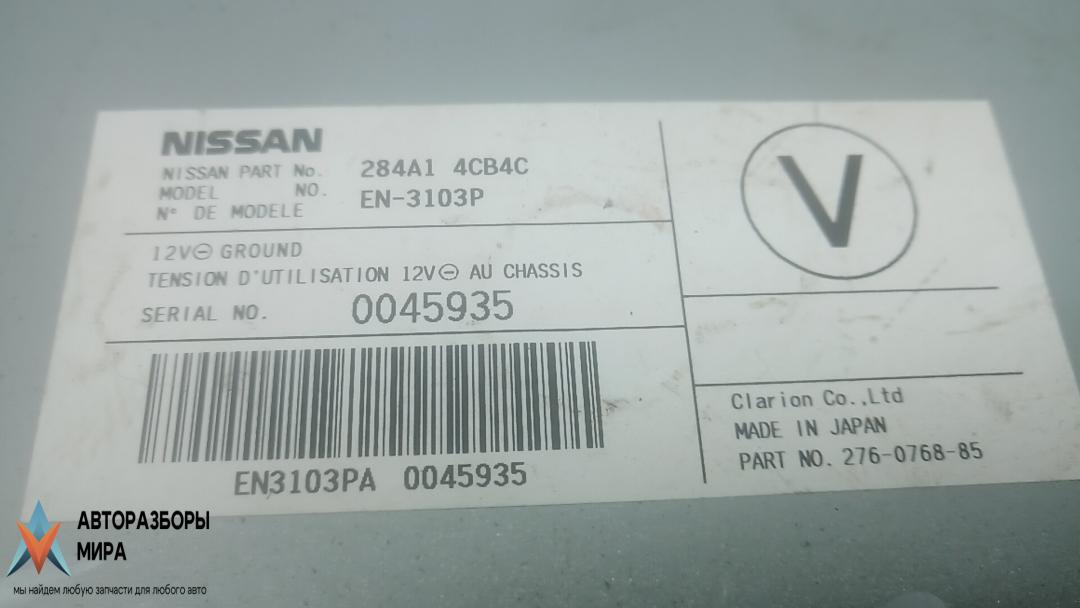 NISSAN
NISSAN PART No. 284A1 4CB4C
MODEL NO. EN-3103P
N° DE MODELE
12V⊖ GROUND
TENSION D'UTILISATION 12V⊖ AU CHASSIS
SERIAL NO. 0045935
EN3103PA 0045935
V
Clarion Co.,Ltd
MADE IN JAPAN
PART NO. 276-0768-85
АВТОРАЗБОРЫ
МИРА
мы найдем любую запчасти для любого авто